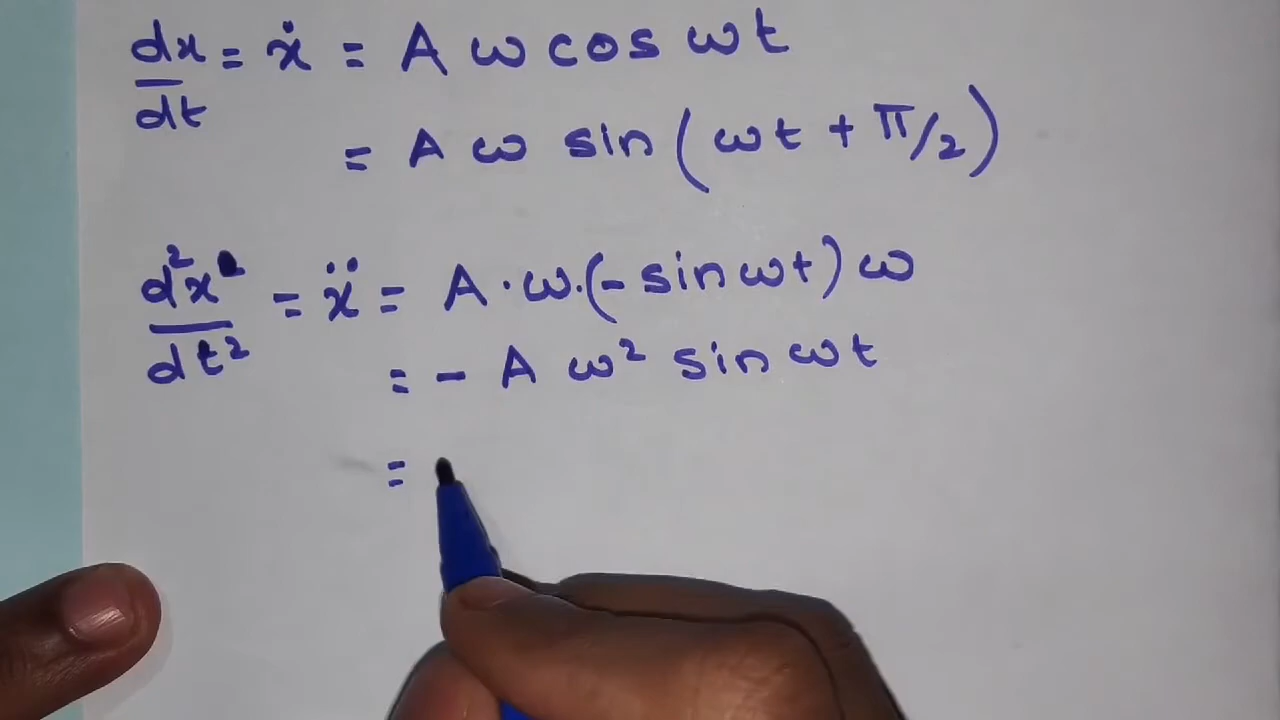 dx/dt = ẋ = A ω cos ωt
= A ω sin (ωt + π/2)
d²x/dt² = ẍ = A · ω · (- sin ωt) ω
= - A ω² sin ωt
=